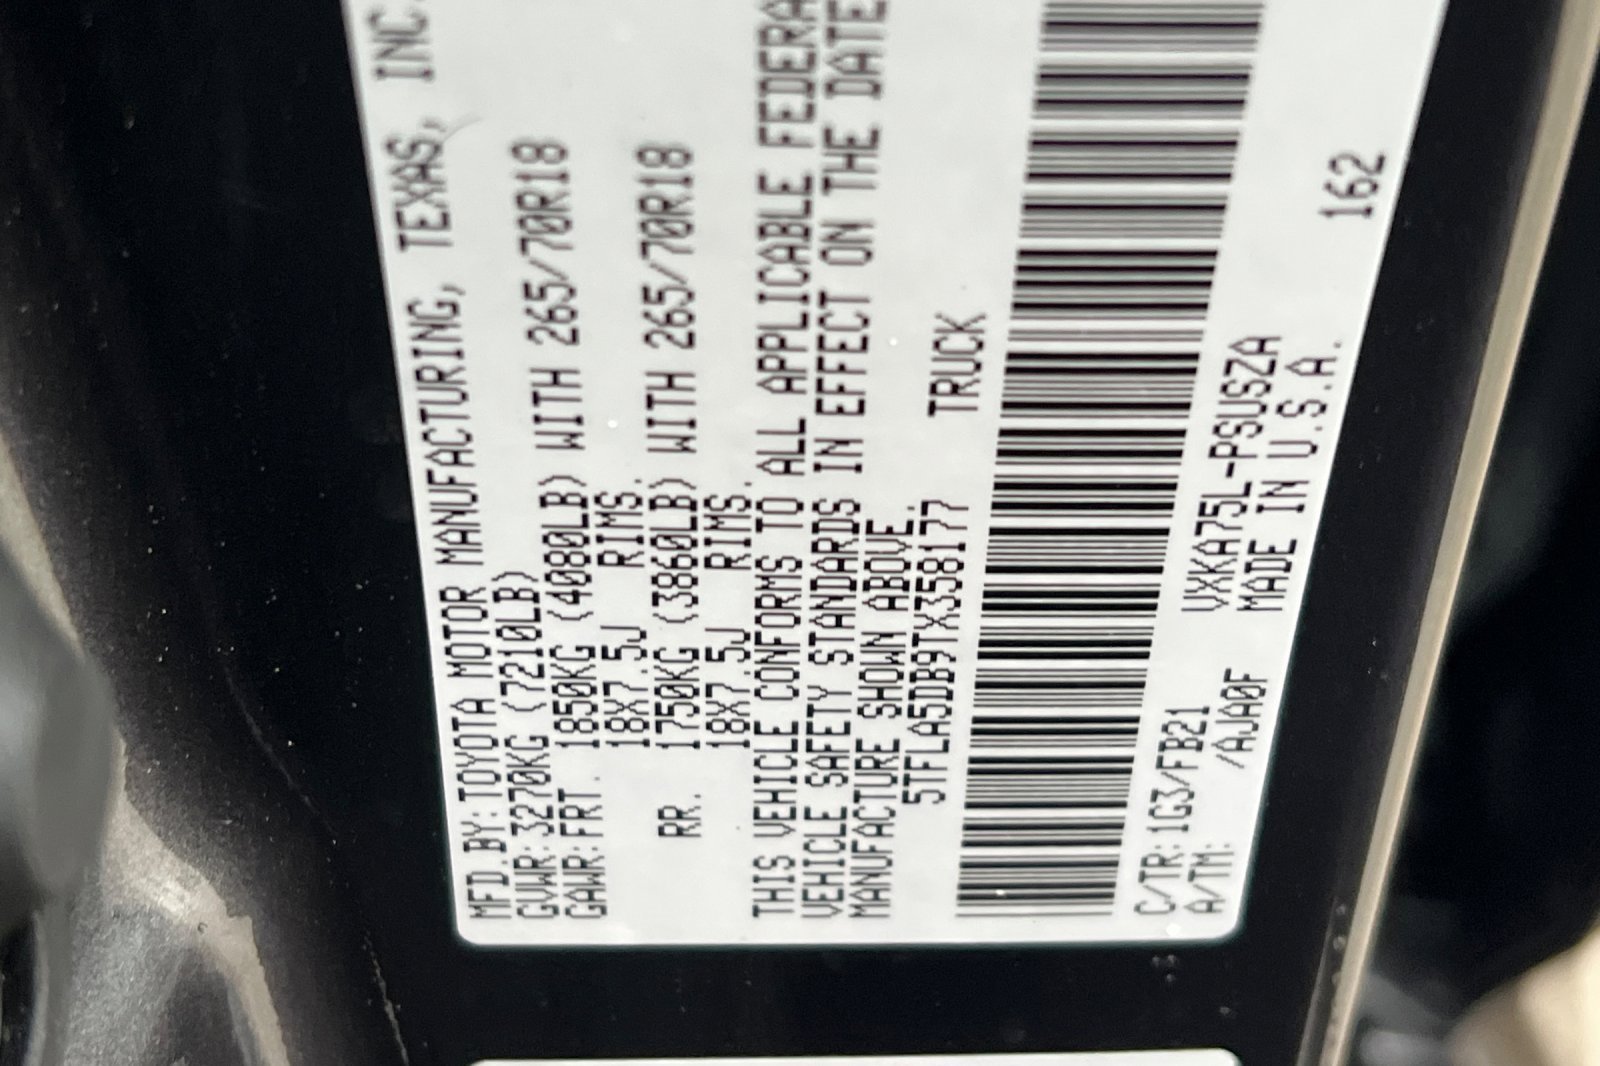 MFD.BY:TOYOTA MOTOR MANUFACTURING, TEXAS, INC.
GVWR:3270KG (7210LB)
GAWR:FRT. 1850KG (4080LB) WITH 265/70R18
18X7.5J RIMS.
RR. 1750KG (3860LB) WITH 265/70R18
18X7.5J RIMS.
THIS VEHICLE CONFORMS TO ALL APPLICABLE FEDERA
VEHICLE SAFETY STANDARDS IN EFFECT ON THE DATE
MANUFACTURE SHOWN ABOVE.
5TFLA5DB9TX358177 TRUCK
C/TR:1G3/FB21 VXKA75L-PSUSZA 162
A/TM: /AJA0F MADE IN U.S.A.